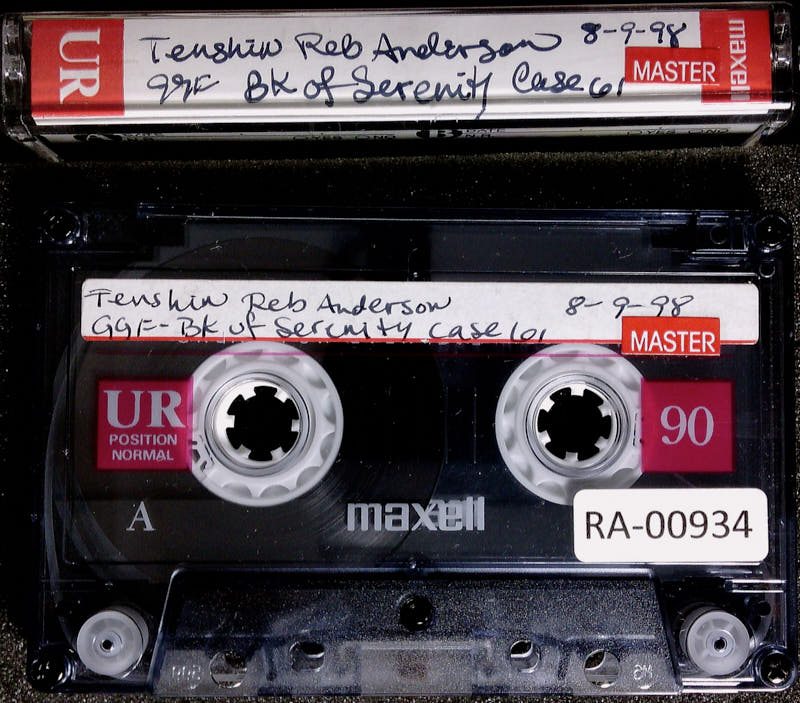 UR
Tenshin Reb Anderson 8-9-98
GGF BK of Serenity Case 61
MASTER
maxell
Tenshin Reb Anderson 8-9-98
GGF-BK of Serenity Case 61
MASTER
UR
POSITION
NORMAL
90
A
maxell
RA-00934